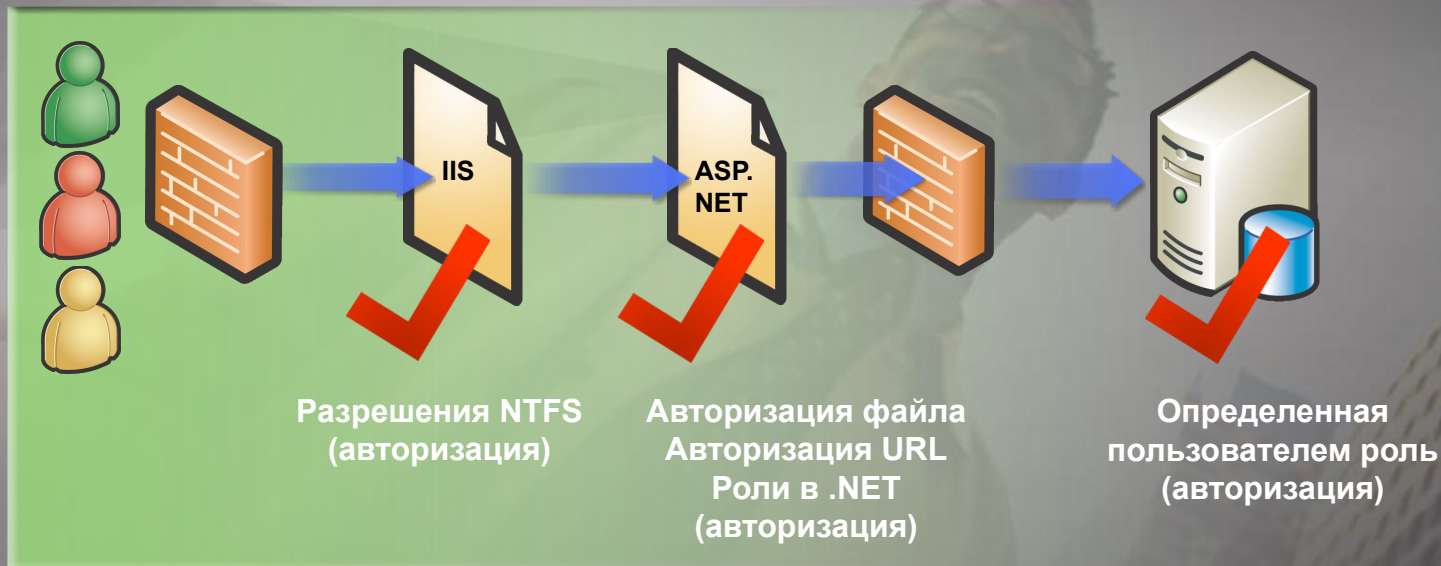 IIS
ASP.
NET
Разрешения NTFS
(авторизация)
Авторизация файла
Авторизация URL
Роли в .NET
(авторизация)
Определенная
пользователем роль
(авторизация)